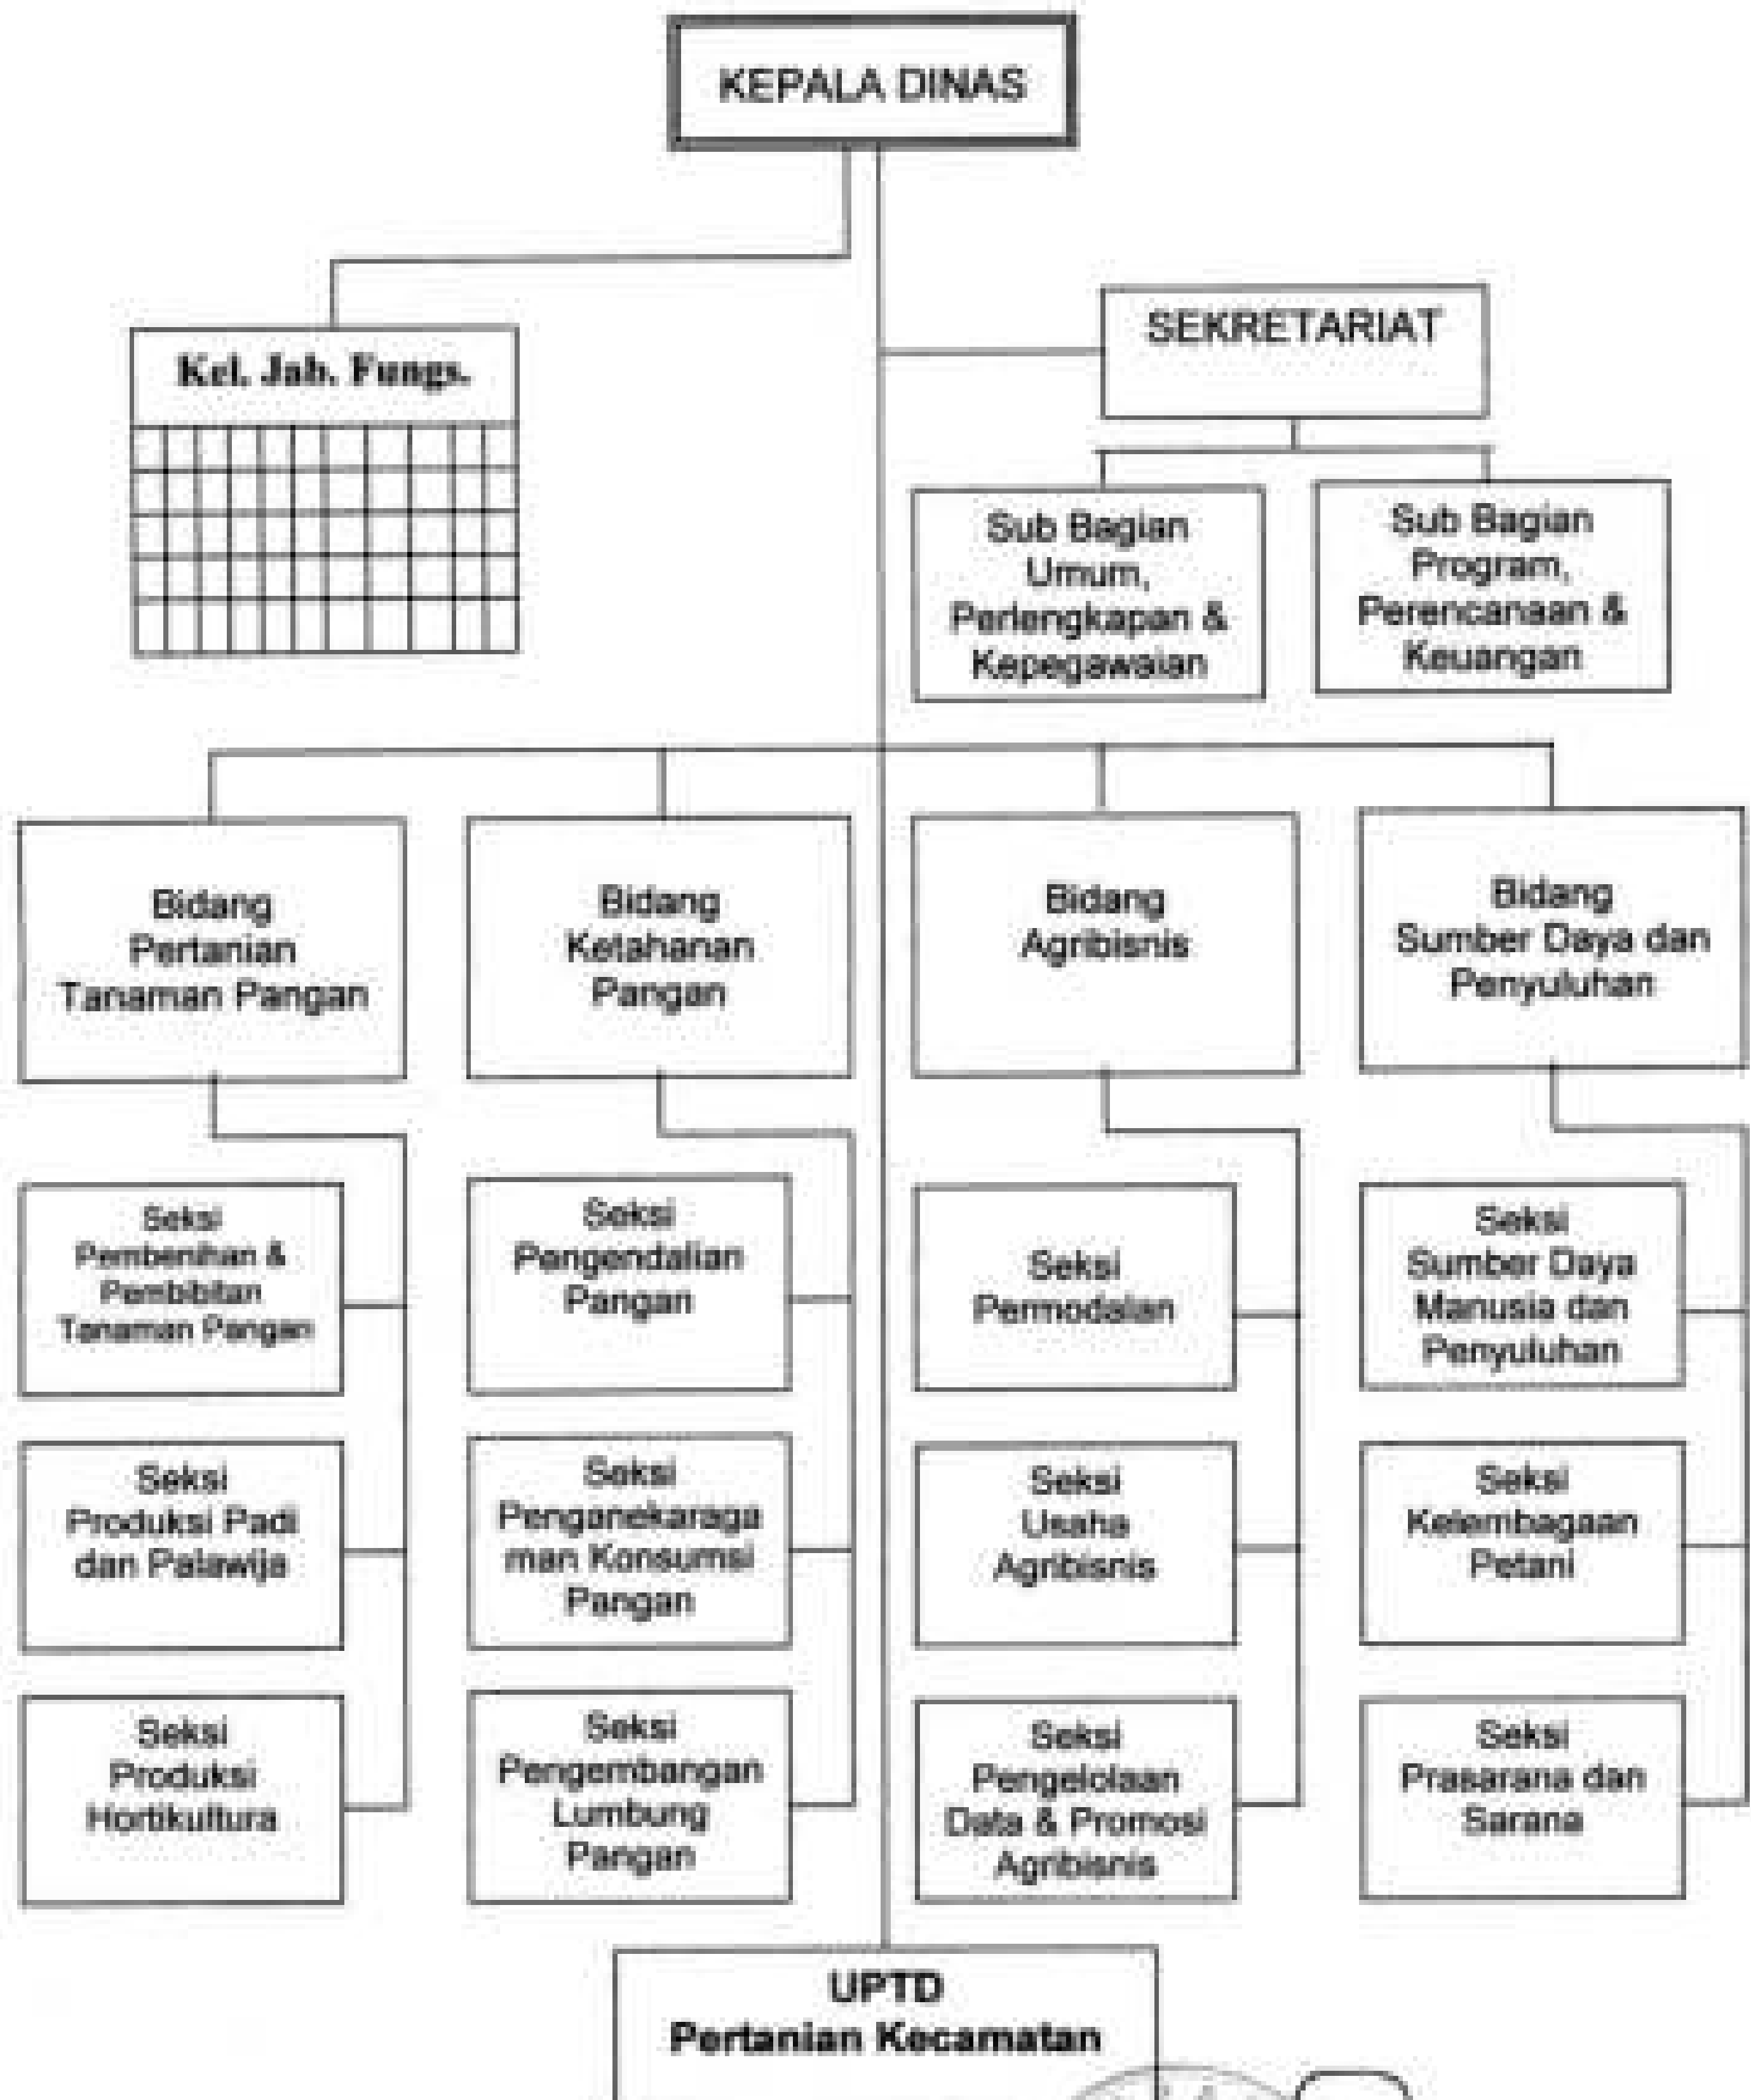 KEPALA DINAS
Kel. Jab. Fungs.
SEKRETARIAT
Sub Bagian
Umum,
Perlengkapan &
Kepegawaian
Sub Bagian
Program,
Perencanaan &
Keuangan
Bidang
Pertanian
Tanaman Pangan
Bidang
Ketahanan
Pangan
Bidang
Agribisnis
Bidang
Sumber Daya dan
Penyuluhan
Seksi
Pembenihan &
Pembibitan
Tanaman Pangan
Seksi
Pengendalian
Pangan
Seksi
Permodalan
Seksi
Sumber Daya
Manusia dan
Penyuluhan
Seksi
Produksi Padi
dan Palawija
Seksi
Penganekaraga
man Konsumsi
Pangan
Seksi
Usaha
Agribisnis
Seksi
Kelembagaan
Petani
Seksi
Produksi
Hortikultura
Seksi
Pengembangan
Lumbung
Pangan
Seksi
Pengelolaan
Data & Promosi
Agribisnis
Seksi
Prasarana dan
Sarana
UPTD
Pertanian Kecamatan